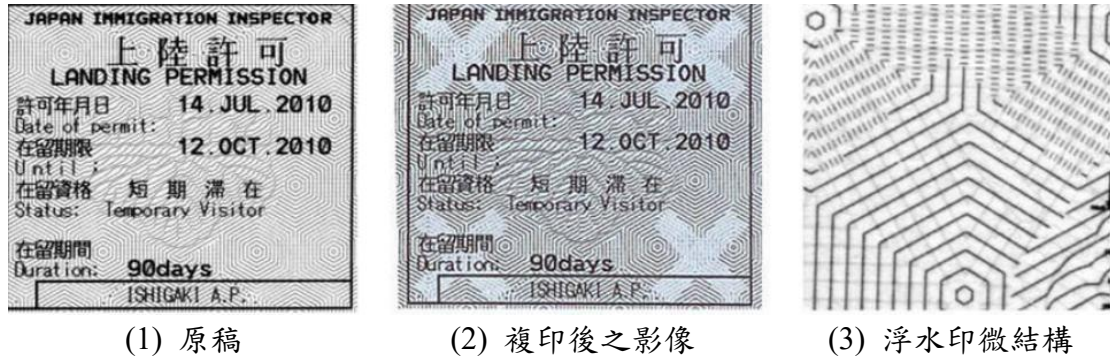 JAPAN IMMIGRATION INSPECTOR
上陸許可
LANDING PERMISSION
許可年月日 14.JUL.2010
Date of permit:
在留期限 12.OCT.2010
Until :
在留資格 短期滞在
Status: Temporary Visitor
在留期間
Duration: 90days
ISHIGAKI A.P.
(1) 原稿
JAPAN IMMIGRATION INSPECTOR
上陸許可
LANDING PERMISSION
許可年月日 14.JUL.2010
Date of permit:
在留期限 12.OCT.2010
Until :
在留資格 短期滞在
Status: Temporary Visitor
在留期間
Duration: 90days
ISHIGAKI A.P.
(2) 複印後之影像
(3) 浮水印微結構